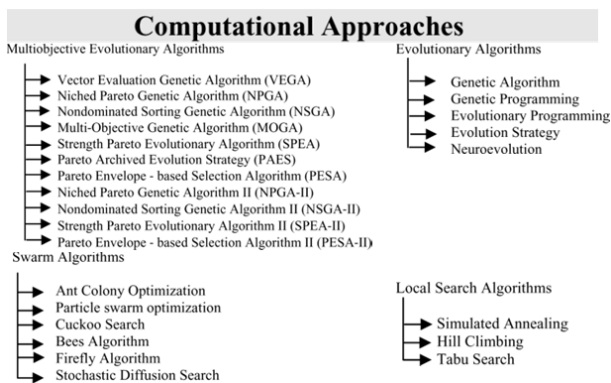 Computational Approaches
Multiobjective Evolutionary Algorithms
Vector Evaluation Genetic Algorithm (VEGA)
Niched Pareto Genetic Algorithm (NPGA)
Nondominated Sorting Genetic Algorithm (NSGA)
Multi-Objective Genetic Algorithm (MOGA)
Strength Pareto Evolutionary Algorithm (SPEA)
Pareto Archived Evolution Strategy (PAES)
Pareto Envelope - based Selection Algorithm (PESA)
Niched Pareto Genetic Algorithm II (NPGA-II)
Nondominated Sorting Genetic Algorithm II (NSGA-II)
Strength Pareto Evolutionary Algorithm II (SPEA-II)
Pareto Envelope - based Selection Algorithm II (PESA-II)
Evolutionary Algorithms
Genetic Algorithm
Genetic Programming
Evolutionary Programming
Evolution Strategy
Neuroevolution
Swarm Algorithms
Ant Colony Optimization
Particle swarm optimization
Cuckoo Search
Bees Algorithm
Firefly Algorithm
Stochastic Diffusion Search
Local Search Algorithms
Simulated Annealing
Hill Climbing
Tabu Search